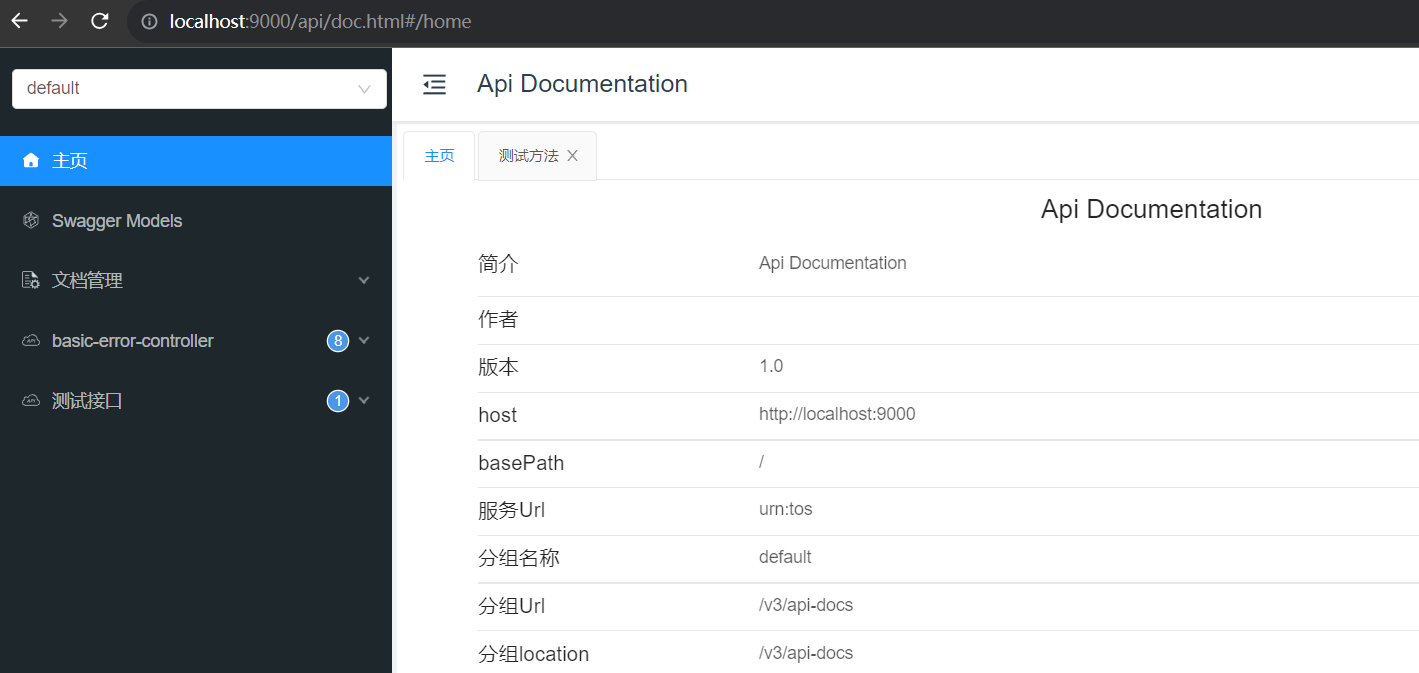 localhost:9000/api/doc.html#/home
default
Api Documentation
主页
主页
测试方法
Swagger Models
文档管理
basic-error-controller 8
测试接口 1
Api Documentation
简介 Api Documentation
作者
版本 1.0
host http://localhost:9000
basePath /
服务Url urn:tos
分组名称 default
分组Url /v3/api-docs
分组location /v3/api-docs